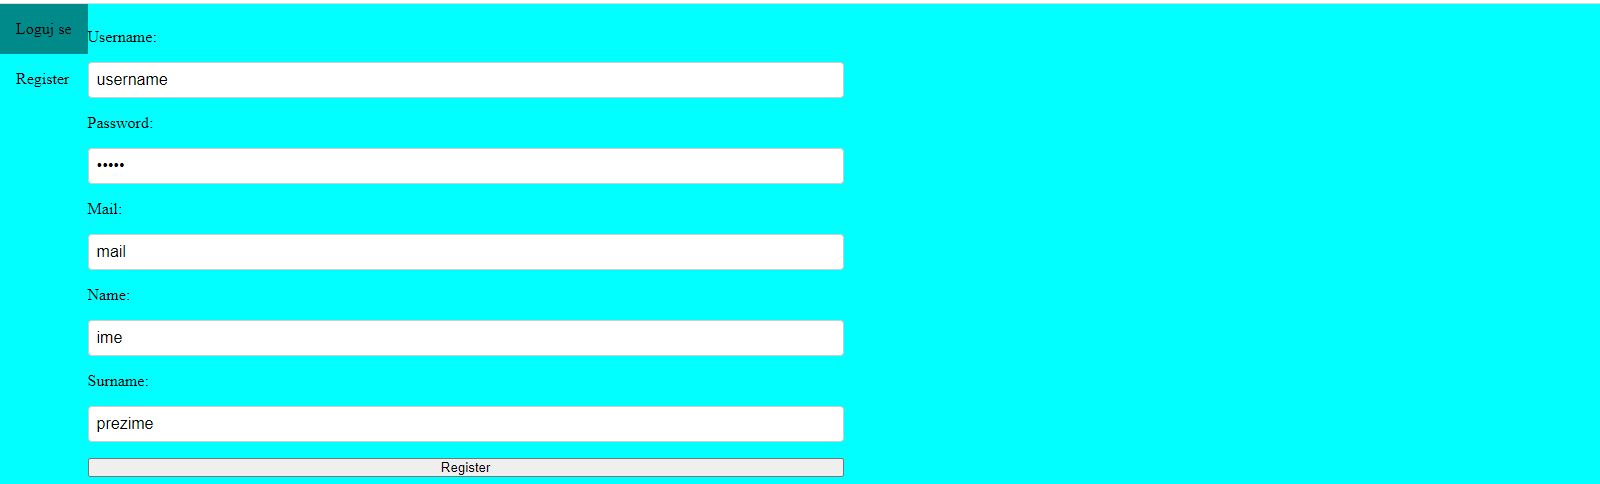 Loguj se
Register
Username:
username
Password:
•••••
Mail:
mail
Name:
ime
Surname:
prezime
Register